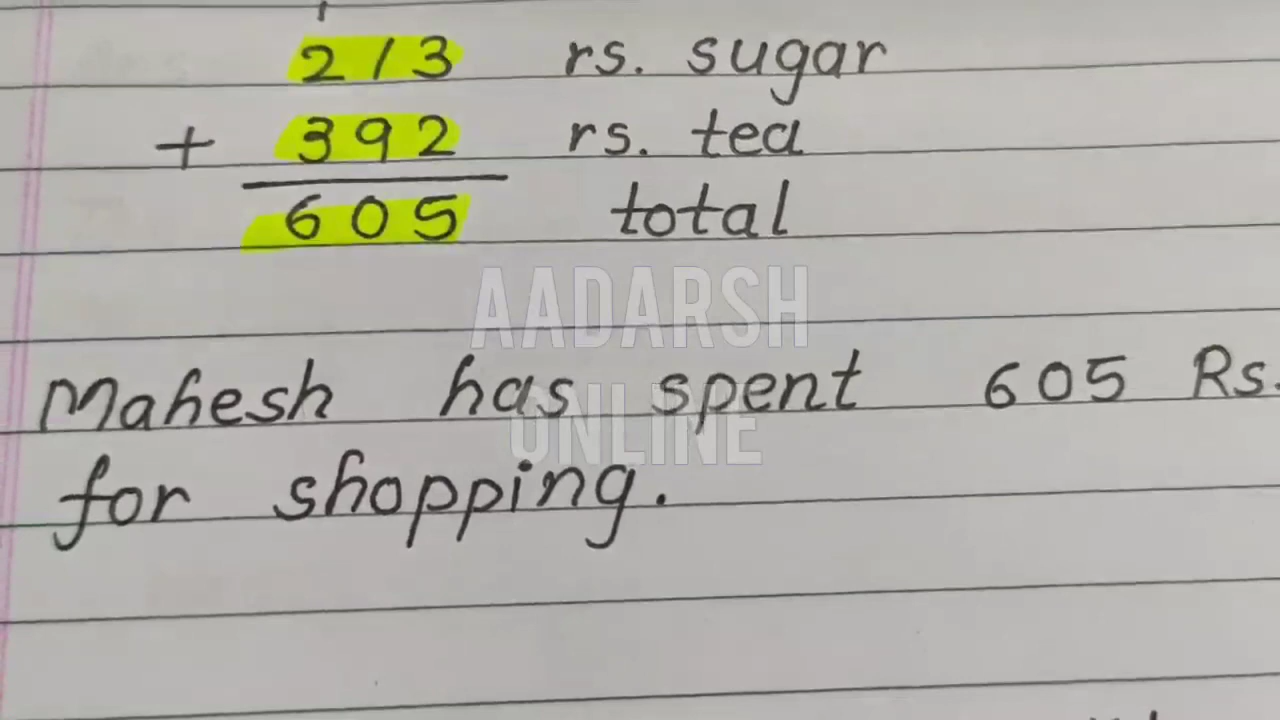 213 rs. sugar
+ 392 rs. tea
605 total
AADARSH
Mahesh has spent 605 Rs.
ONLINE
for shopping.